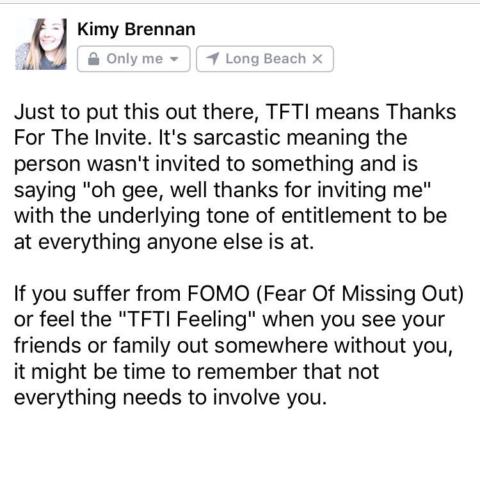 Kimy Brennan
Only me
Long Beach
Just to put this out there, TFTI means Thanks
For The Invite. It's sarcastic meaning the
person wasn't invited to something and is
saying "oh gee, well thanks for inviting me"
with the underlying tone of entitlement to be
at everything anyone else is at.
If you suffer from FOMO (Fear Of Missing Out)
or feel the "TFTI Feeling" when you see your
friends or family out somewhere without you,
it might be time to remember that not
everything needs to involve you.